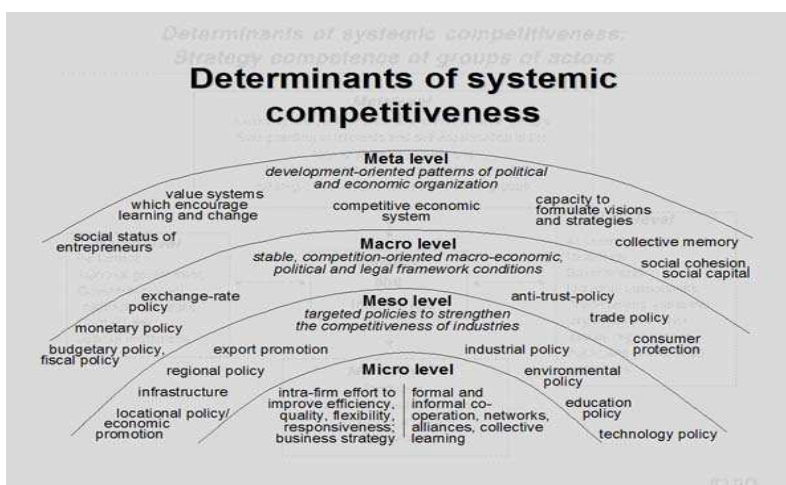 Determinants of systemic competitiveness:
Strategy competence of groups of actors
Determinants of systemic
competitiveness
Meta level
development-oriented patterns of political
and economic organization
value systems
which encourage
learning and change
competitive economic
system
capacity to
formulate visions
and strategies
social status of
entrepreneurs
collective memory
social cohesion,
social capital
Macro level
stable, competition-oriented macro-economic,
political and legal framework conditions
exchange-rate
policy
monetary policy
budgetary policy,
fiscal policy
anti-trust-policy
trade policy
consumer
protection
Meso level
targeted policies to strengthen
the competitiveness of industries
export promotion
regional policy
infrastructure
locational policy/
economic
promotion
industrial policy
environmental
policy
education
policy
technology policy
Micro level
intra-firm effort to
improve efficiency,
quality, flexibility,
responsiveness;
business strategy
formal and
informal co-
operation, networks,
alliances, collective
learning